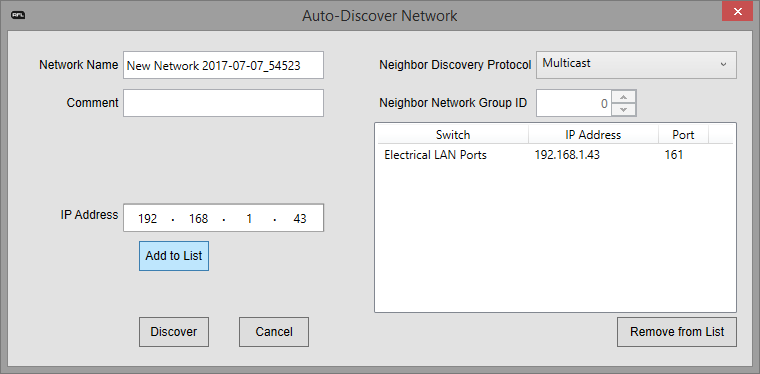 AFL
Auto-Discover Network
Network Name New Network 2017-07-07_54523
Comment
IP Address 192 . 168 . 1 . 43
Add to List
Discover Cancel
Neighbor Discovery Protocol Multicast
Neighbor Network Group ID 0
Switch IP Address Port
Electrical LAN Ports 192.168.1.43 161
Remove from List